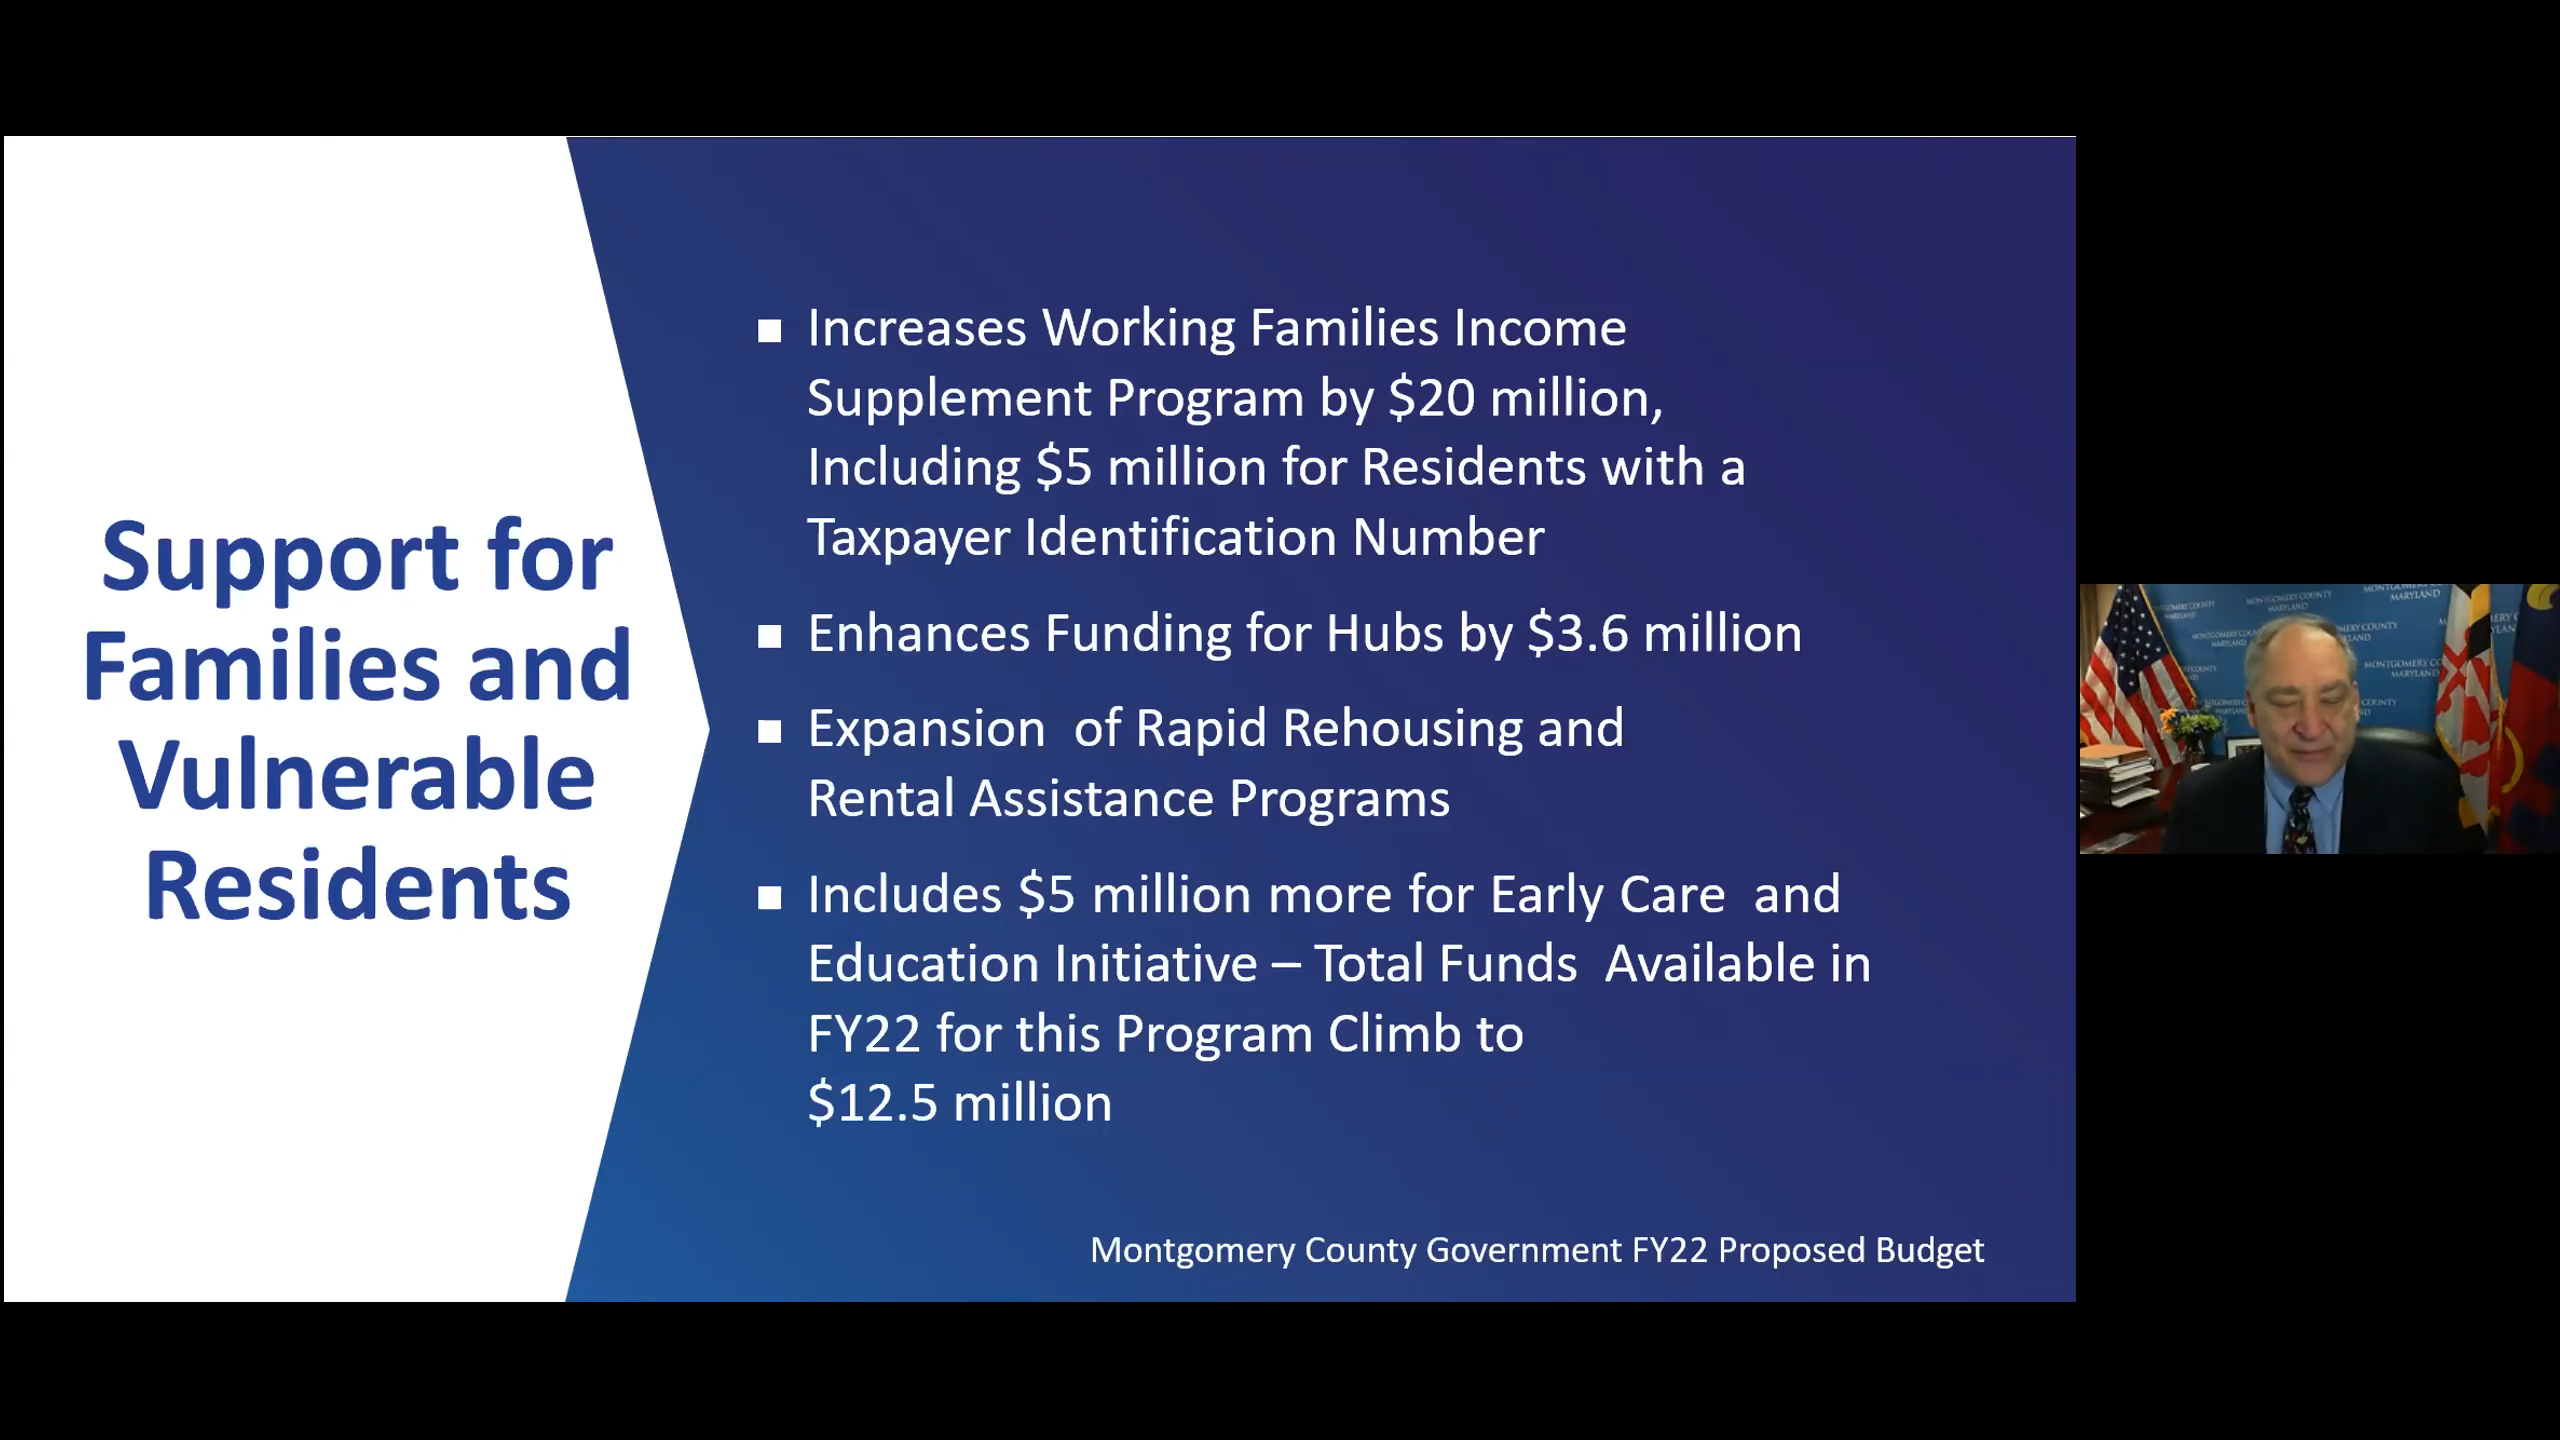 Support for
Families and
Vulnerable
Residents
■ Increases Working Families Income
Supplement Program by $20 million,
Including $5 million for Residents with a
Taxpayer Identification Number
■ Enhances Funding for Hubs by $3.6 million
■ Expansion  of Rapid Rehousing and
Rental Assistance Programs
■ Includes $5 million more for Early Care  and
Education Initiative – Total Funds  Available in
FY22 for this Program Climb to
$12.5 million
Montgomery County Government FY22 Proposed Budget
MONTGOMERY COUNTY
MARYLAND